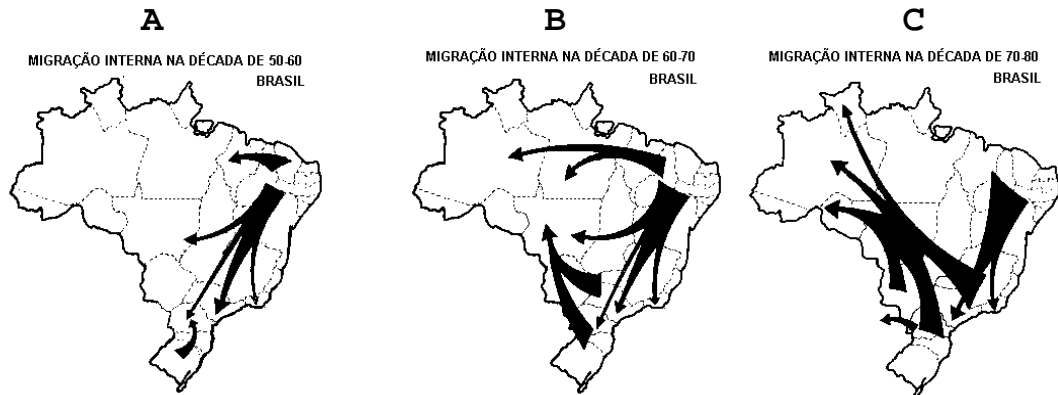 A
MIGRAÇÃO INTERNA NA DÉCADA DE 50-60
BRASIL
B
MIGRAÇÃO INTERNA NA DÉCADA DE 60-70
BRASIL
C
MIGRAÇÃO INTERNA NA DÉCADA DE 70-80
BRASIL